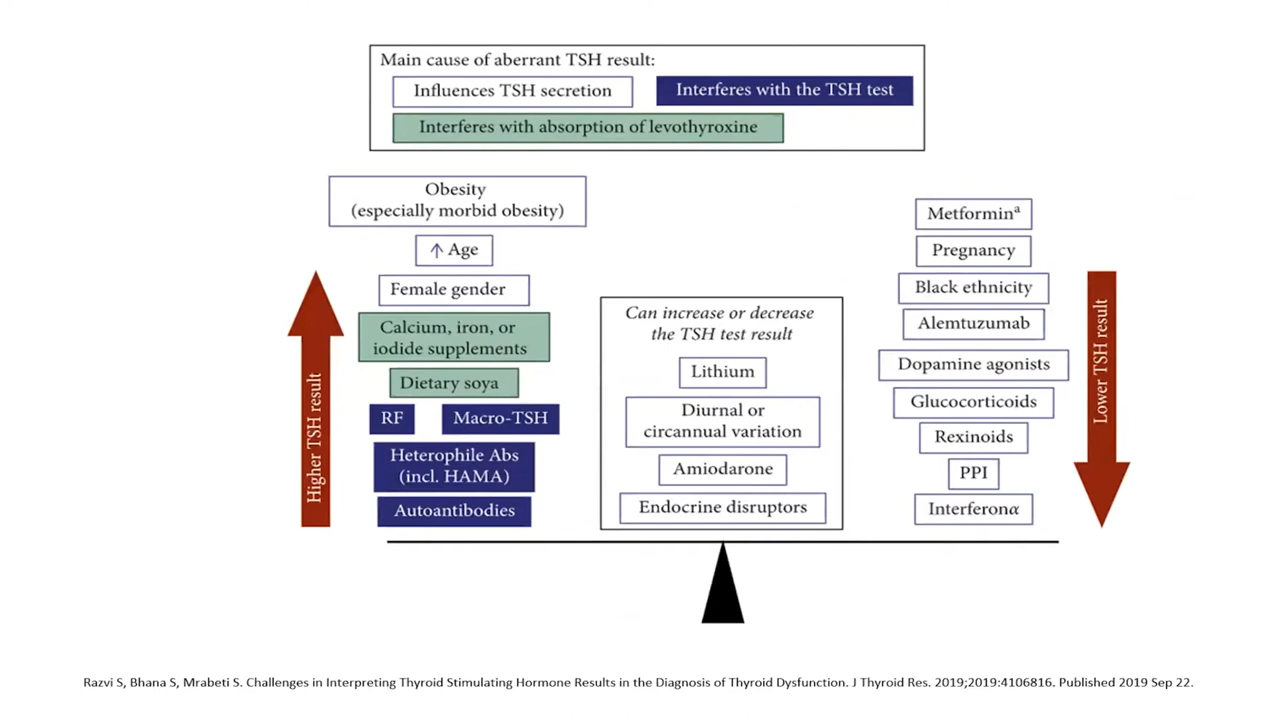 Main cause of aberrant TSH result:
Influences TSH secretion
Interferes with the TSH test
Interferes with absorption of levothyroxine
Higher TSH result
Obesity
(especially morbid obesity)
↑ Age
Female gender
Calcium, iron, or
iodide supplements
Dietary soya
RF
Macro-TSH
Heterophile Abs
(incl. HAMA)
Autoantibodies
Can increase or decrease
the TSH test result
Lithium
Diurnal or
circannual variation
Amiodarone
Endocrine disruptors
Metforminᵃ
Pregnancy
Black ethnicity
Alemtuzumab
Dopamine agonists
Glucocorticoids
Rexinoids
PPI
Interferonα
Lower TSH result
Razvi S, Bhana S, Mrabeti S. Challenges in Interpreting Thyroid Stimulating Hormone Results in the Diagnosis of Thyroid Dysfunction. J Thyroid Res. 2019;2019:4106816. Published 2019 Sep 22.